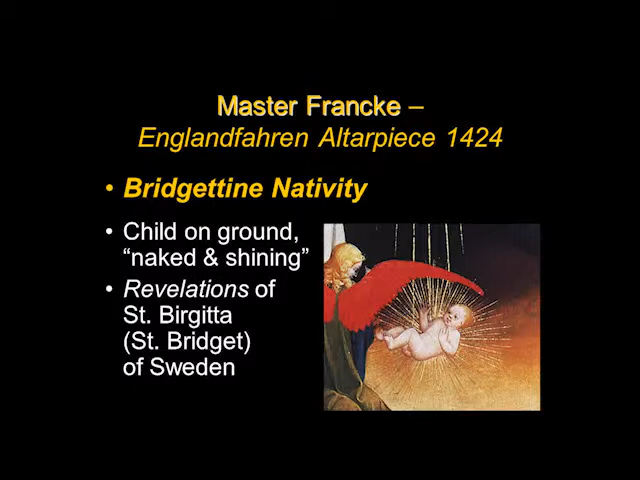 Master Francke –
Englandfahren Altarpiece 1424
• Bridgettine Nativity
• Child on ground,
“naked & shining”
• Revelations of
St. Birgitta
(St. Bridget)
of Sweden